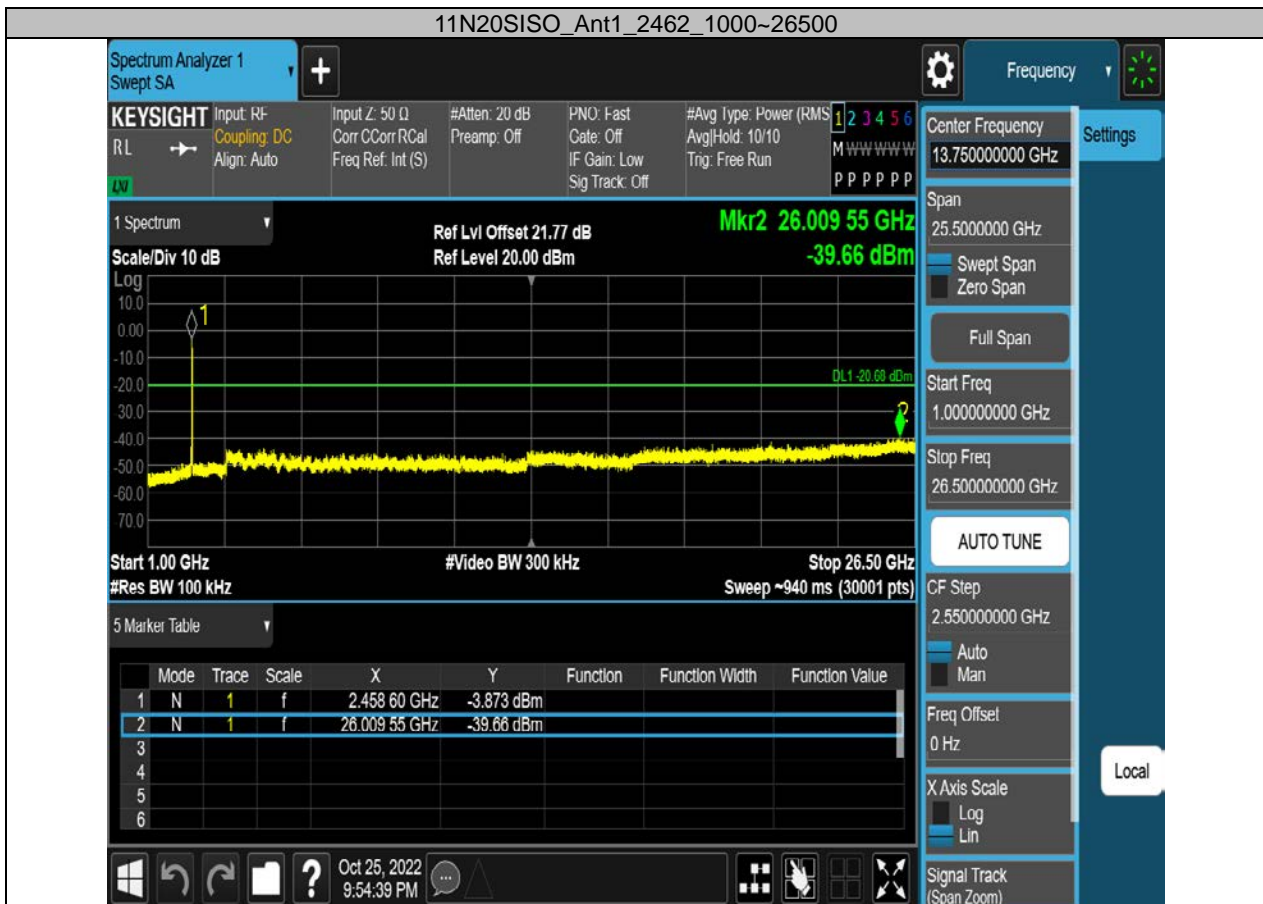 11N20SISO_Ant1_2462_1000~26500
Spectrum Analyzer 1
Swept SA
+
Frequency
KEYSIGHT
RL
LXI
Input: RF
Coupling: DC
Align: Auto
Input Z: 50 Ω
Corr CCorr RCal
Freq Ref: Int (S)
#Atten: 20 dB
Preamp: Off
PNO: Fast
Gate: Off
IF Gain: Low
Sig Track: Off
#Avg Type: Power (RMS
Avg|Hold: 10/10
Trig: Free Run
1 2 3 4 5 6
M W W W W W
P P P P P P
1 Spectrum
Scale/Div 10 dB
Ref Lvl Offset 21.77 dB
Ref Level 20.00 dBm
Mkr2 26.009 55 GHz
-39.66 dBm
Log
10.0
0.00
-10.0
-20.0
-30.0
-40.0
-50.0
-60.0
-70.0
1
2
DL1 -20.68 dBm
Start 1.00 GHz
#Video BW 300 kHz
Stop 26.50 GHz
#Res BW 100 kHz
Sweep ~940 ms (30001 pts)
5 Marker Table
Mode Trace Scale X Y Function Function Width Function Value
1 N 1 f 2.458 60 GHz -3.873 dBm
2 N 1 f 26.009 55 GHz -39.66 dBm
3
4
5
6
Oct 25, 2022
9:54:39 PM
?
Center Frequency
13.750000000 GHz
Settings
Span
25.5000000 GHz
Swept Span
Zero Span
Full Span
Start Freq
1.000000000 GHz
Stop Freq
26.500000000 GHz
AUTO TUNE
CF Step
2.550000000 GHz
Auto
Man
Freq Offset
0 Hz
Local
X Axis Scale
Log
Lin
Signal Track
(Span Zoom)